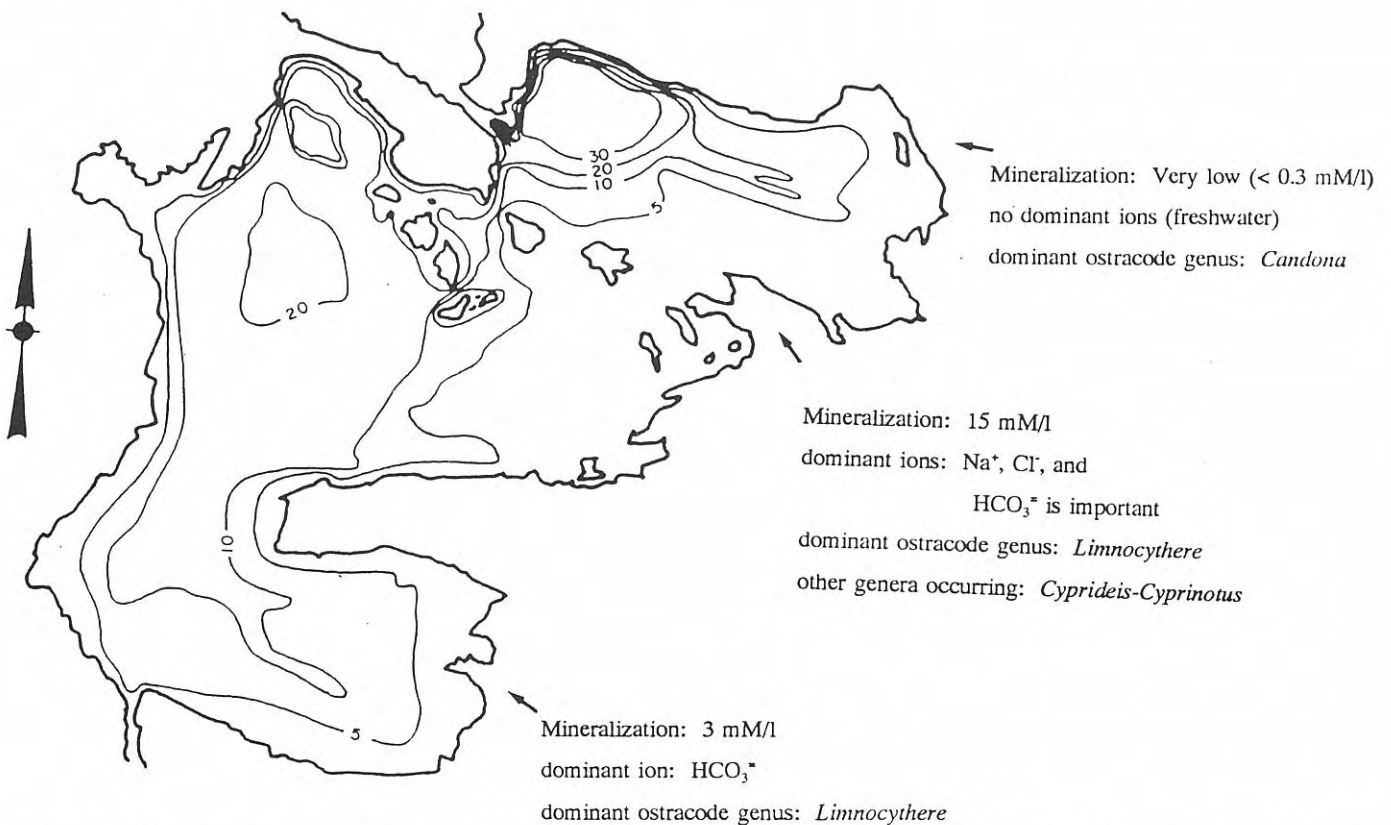 30
20
10
5
20
10
5
Mineralization: Very low (< 0.3 mM/l)
no dominant ions (freshwater)
dominant ostracode genus: Candona
Mineralization: 15 mM/l
dominant ions: Na⁺, Cl⁻, and
HCO₃⁼ is important
dominant ostracode genus: Limnocythere
other genera occurring: Cyprideis-Cyprinotus
Mineralization: 3 mM/l
dominant ion: HCO₃⁼
dominant ostracode genus: Limnocythere